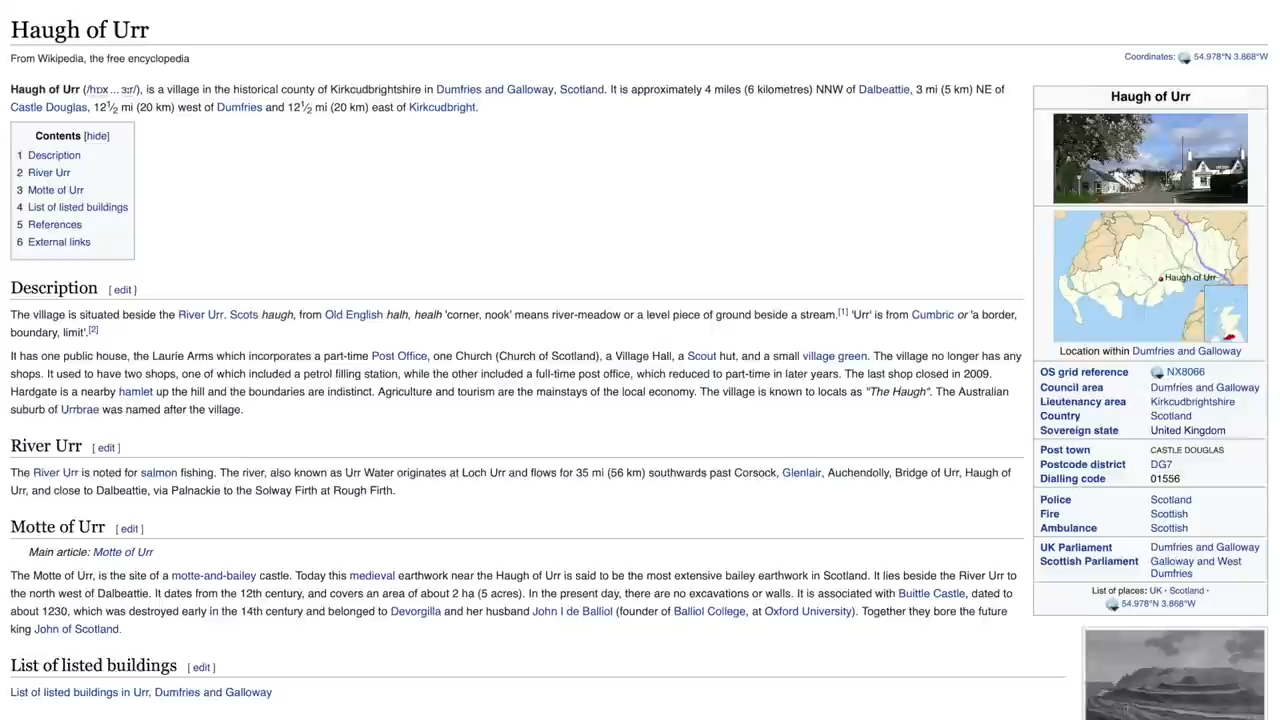 Haugh of Urr
From Wikipedia, the free encyclopedia
Coordinates: 54.978°N 3.868°W
Haugh of Urr (/hɒx ... ɜːr/), is a village in the historical county of Kirkcudbrightshire in Dumfries and Galloway, Scotland. It is approximately 4 miles (6 kilometres) NNW of Dalbeattie, 3 mi (5 km) NE of
Castle Douglas, 12 1⁄2 mi (20 km) west of Dumfries and 12 1⁄2 mi (20 km) east of Kirkcudbright.
Contents [hide]
1 Description
2 River Urr
3 Motte of Urr
4 List of listed buildings
5 References
6 External links
Description [ edit ]
The village is situated beside the River Urr. Scots haugh, from Old English halh, healh 'corner, nook' means river-meadow or a level piece of ground beside a stream.[1] 'Urr' is from Cumbric or 'a border,
boundary, limit'.[2]
It has one public house, the Laurie Arms which incorporates a part-time Post Office, one Church (Church of Scotland), a Village Hall, a Scout hut, and a small village green. The village no longer has any
shops. It used to have two shops, one of which included a petrol filling station, while the other included a full-time post office, which reduced to part-time in later years. The last shop closed in 2009.
Hardgate is a nearby hamlet up the hill and the boundaries are indistinct. Agriculture and tourism are the mainstays of the local economy. The village is known to locals as "The Haugh". The Australian
suburb of Urrbrae was named after the village.
River Urr [ edit ]
The River Urr is noted for salmon fishing. The river, also known as Urr Water originates at Loch Urr and flows for 35 mi (56 km) southwards past Corsock, Glenlair, Auchendolly, Bridge of Urr, Haugh of
Urr, and close to Dalbeattie, via Palnackie to the Solway Firth at Rough Firth.
Motte of Urr [ edit ]
Main article: Motte of Urr
The Motte of Urr, is the site of a motte-and-bailey castle. Today this medieval earthwork near the Haugh of Urr is said to be the most extensive bailey earthwork in Scotland. It lies beside the River Urr to
the north west of Dalbeattie. It dates from the 12th century, and covers an area of about 2 ha (5 acres). In the present day, there are no excavations or walls. It is associated with Buittle Castle, dated to
about 1230, which was destroyed early in the 14th century and belonged to Devorgilla and her husband John I de Balliol (founder of Balliol College, at Oxford University). Together they bore the future
king John of Scotland.
List of listed buildings [ edit ]
List of listed buildings in Urr, Dumfries and Galloway
Haugh of Urr
Haugh of Urr
Location within Dumfries and Galloway
OS grid reference NX8066
Council area Dumfries and Galloway
Lieutenancy area Kirkcudbrightshire
Country Scotland
Sovereign state United Kingdom
Post town CASTLE DOUGLAS
Postcode district DG7
Dialling code 01556
Police Scotland
Fire Scottish
Ambulance Scottish
UK Parliament Dumfries and Galloway
Scottish Parliament Galloway and West
Dumfries
List of places: UK · Scotland ·
54.978°N 3.868°W